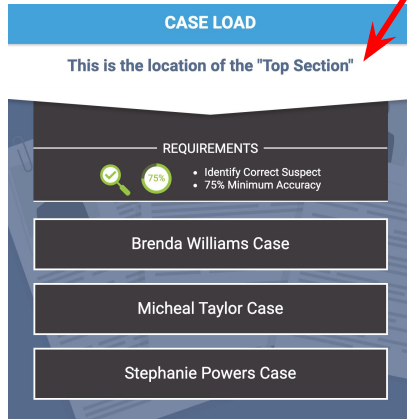 CASE LOAD
This is the location of the "Top Section"
REQUIREMENTS
75%
• Identify Correct Suspect
• 75% Minimum Accuracy
Brenda Williams Case
Micheal Taylor Case
Stephanie Powers Case